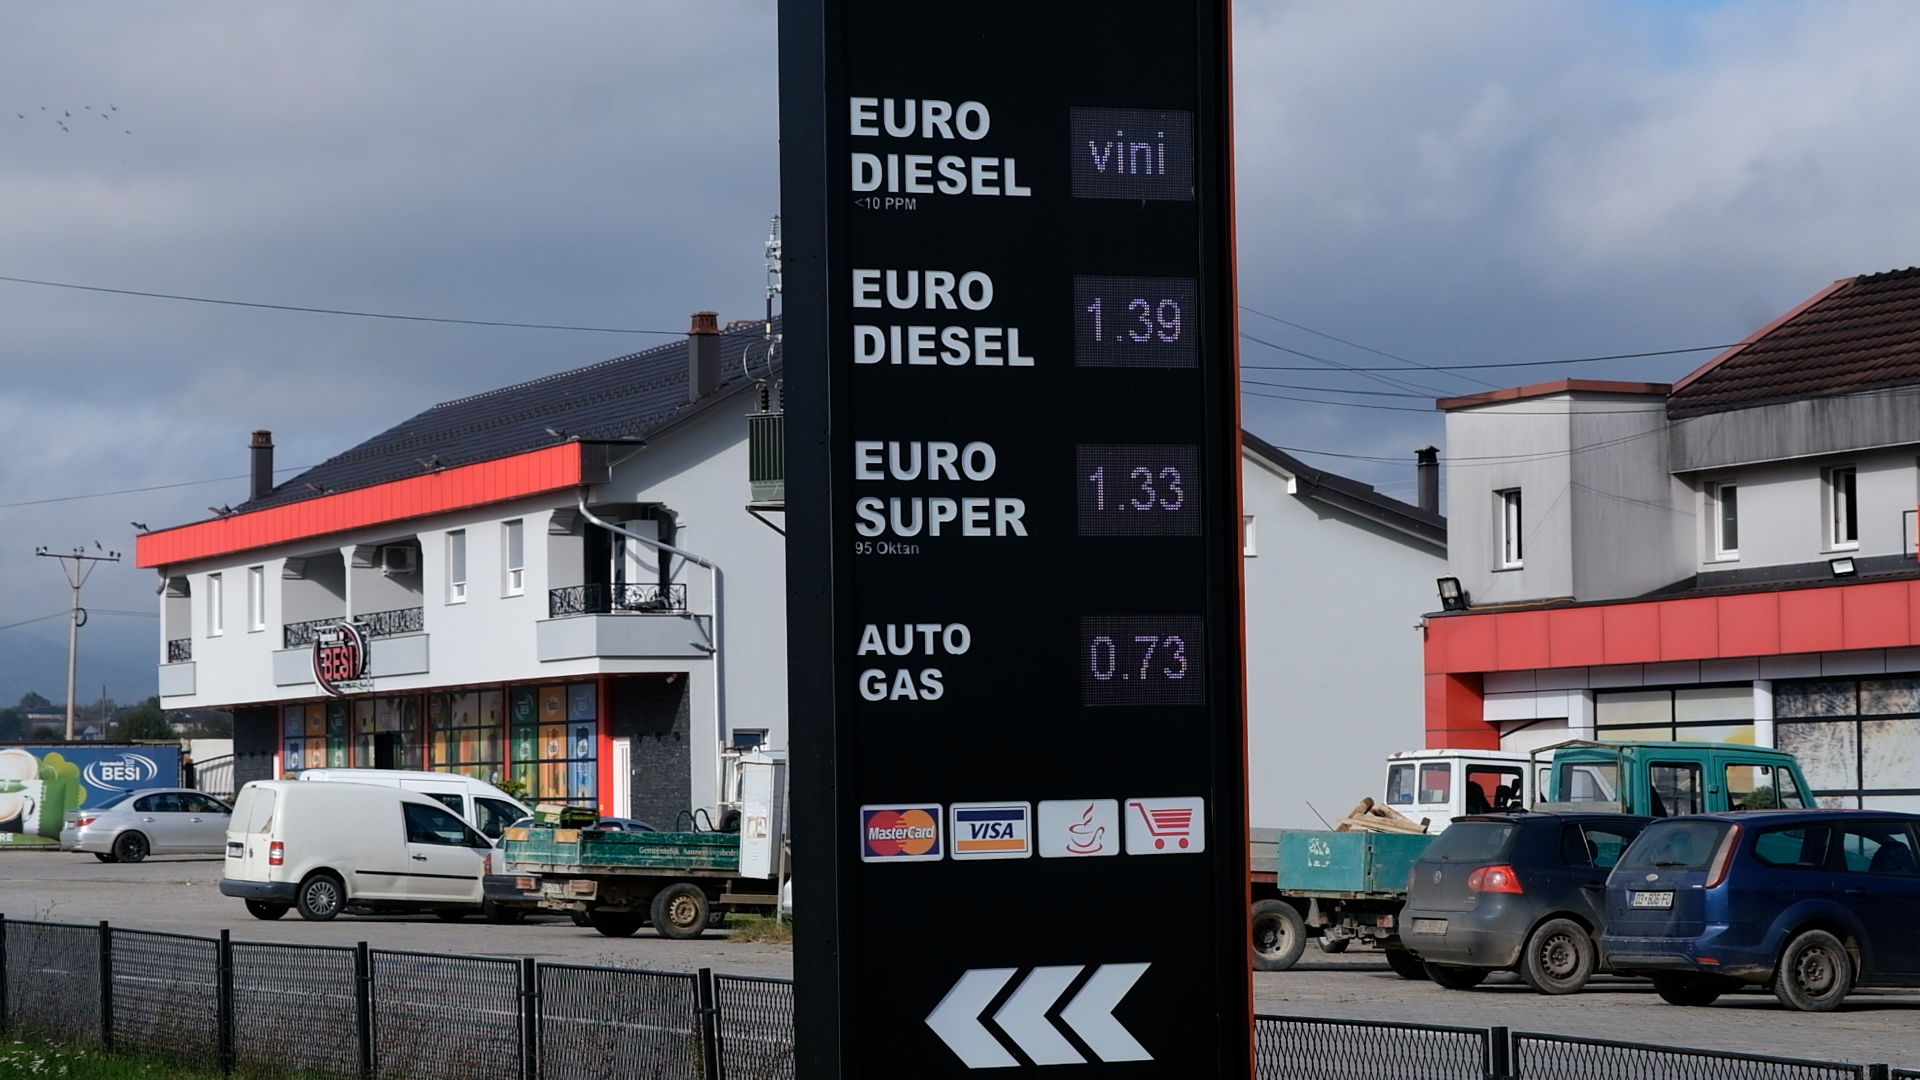 EURO
DIESEL
<10 PPM
vini
EURO
DIESEL
1.39
EURO
SUPER
95 Oktan
1.33
AUTO
GAS
0.73
MasterCard
VISA
BESI
BESI